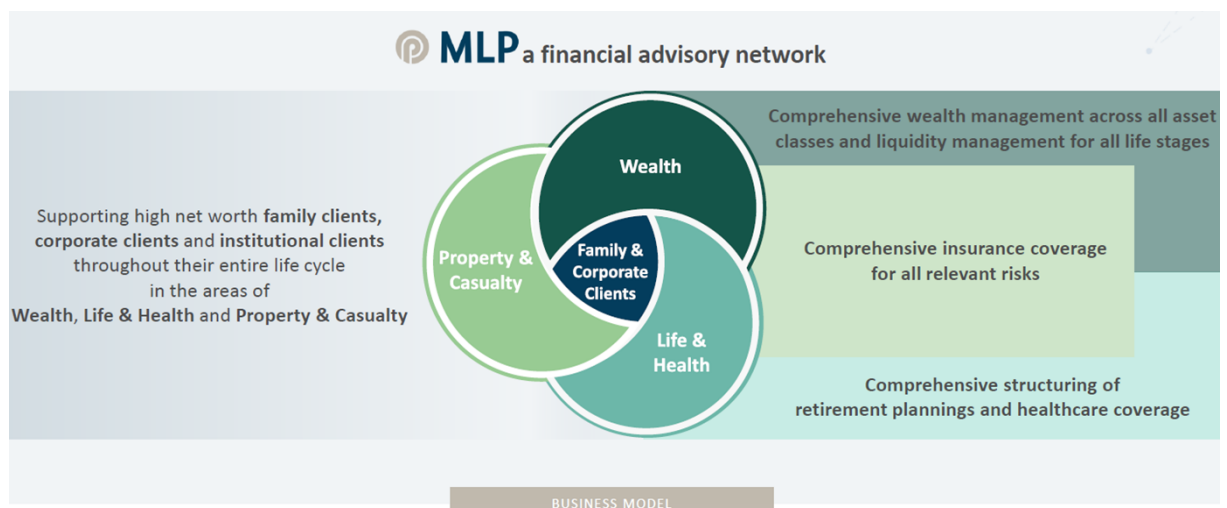 MLP a financial advisory network
Supporting high net worth family clients,
corporate clients and institutional clients
throughout their entire life cycle
in the areas of
Wealth, Life & Health and Property & Casualty
Wealth
Property &
Casualty
Family &
Corporate
Clients
Life &
Health
Comprehensive wealth management across all asset
classes and liquidity management for all life stages
Comprehensive insurance coverage
for all relevant risks
Comprehensive structuring of
retirement plannings and healthcare coverage
BUSINESS MODEL